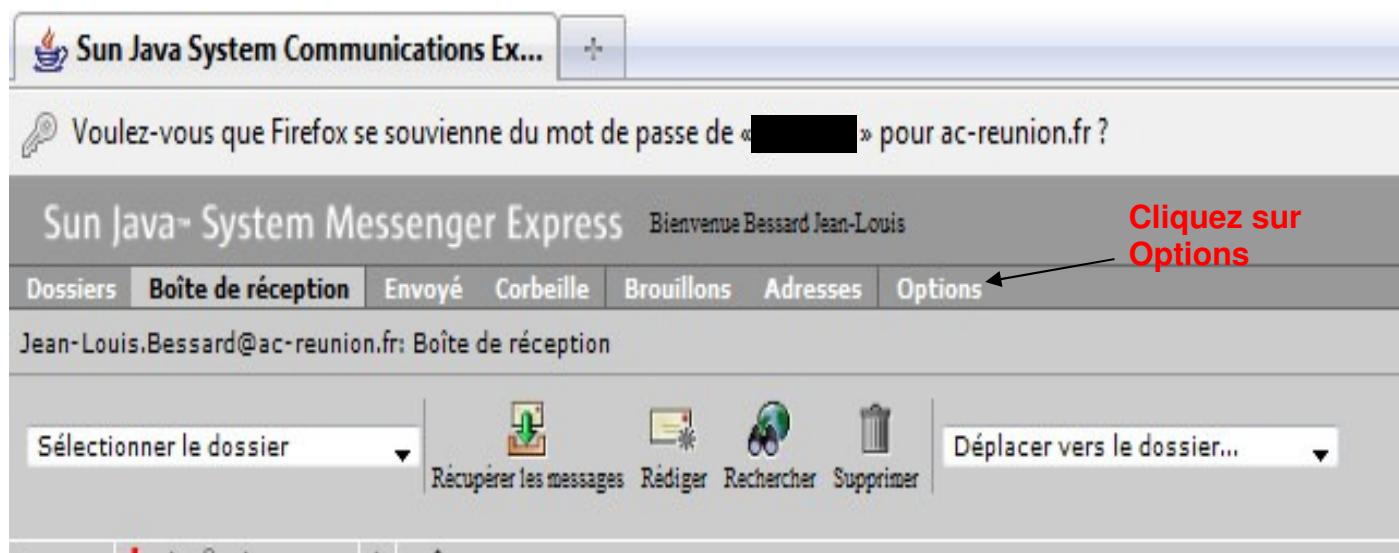 Sun Java System Communications Ex...
Voulez-vous que Firefox se souvienne du mot de passe de « » pour ac-reunion.fr ?
Sun Java™ System Messenger Express Bienvenue Bessard Jean-Louis
Cliquez sur
Options
Dossiers Boîte de réception Envoyé Corbeille Brouillons Adresses Options
Jean-Louis.Bessard@ac-reunion.fr: Boîte de réception
Sélectionner le dossier
Récupérer les messages Rédiger Rechercher Supprimer
Déplacer vers le dossier...